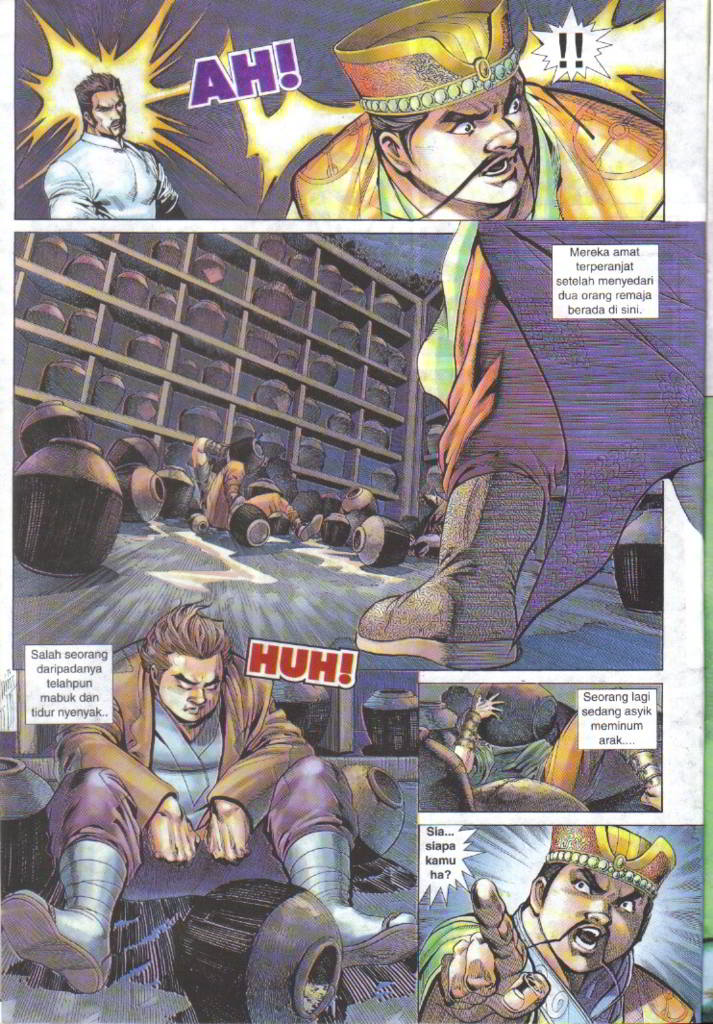 AH!
!!
Mereka amat
terperanjat
setelah menyedari
dua orang remaja
berada di sini.
Salah seorang
daripadanya
telahpun
mabuk dan
tidur nyenyak..
HUH!
Seorang lagi
sedang asyik
meminum
arak....
Sia...
siapa
kamu
ha?